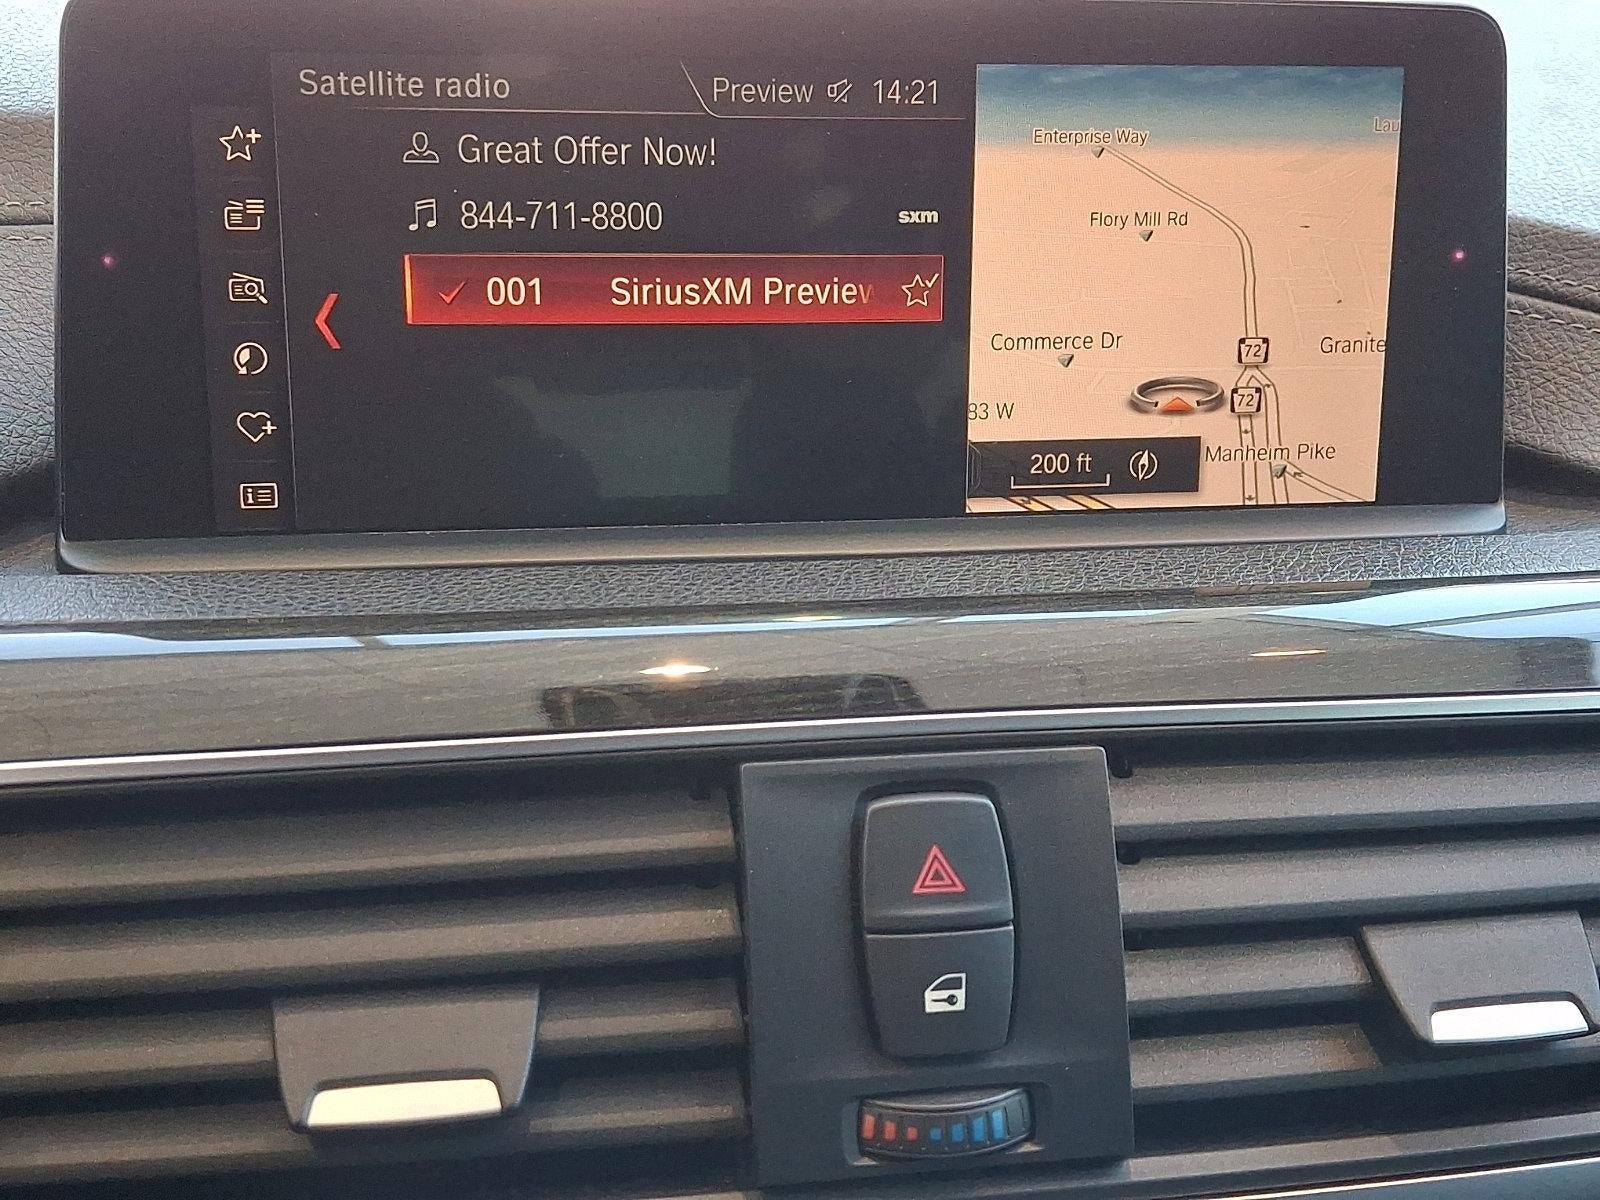 Satellite radio
Preview 14:21
Great Offer Now!
844-711-8800
sxm
001 SiriusXM Preview
Enterprise Way
Lau
Flory Mill Rd
Commerce Dr
72
Granite
72
83 W
200 ft
Manheim Pike